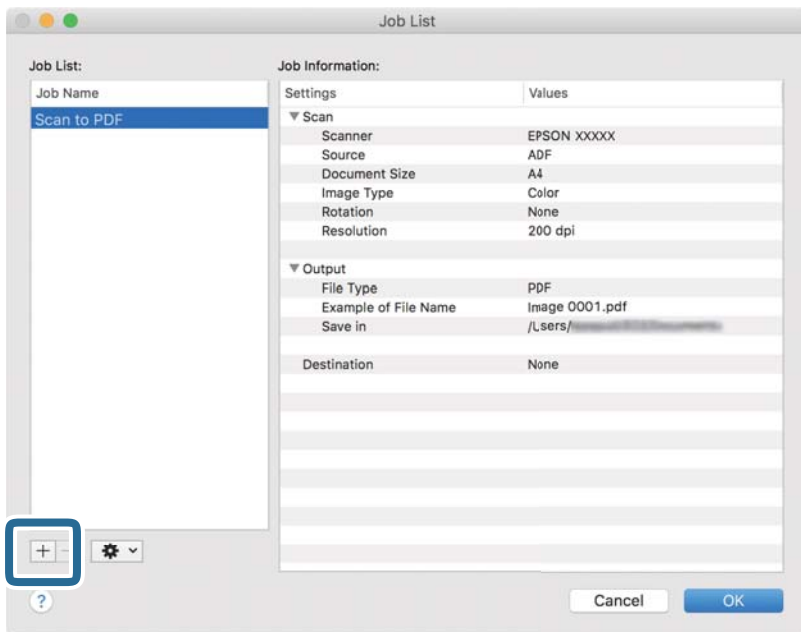 Job List
Job List:
Job Information:
Job Name
Scan to PDF
Settings Values
Scan
Scanner EPSON XXXXX
Source ADF
Document Size A4
Image Type Color
Rotation None
Resolution 200 dpi
Output
File Type PDF
Example of File Name Image 0001.pdf
Save in /Users/
Destination None
+ −
? Cancel OK